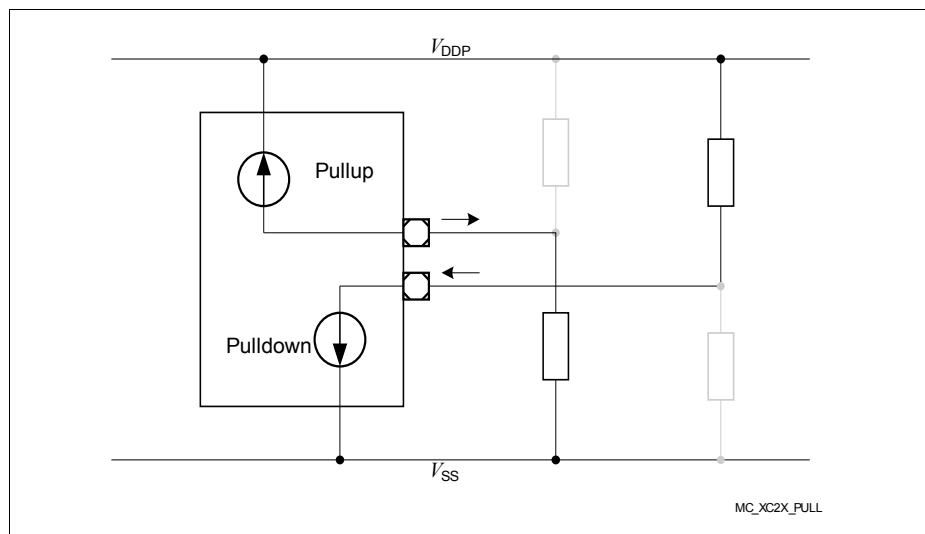 VDDP
Pullup
Pulldown
VSS
MC_XC2X_PULL